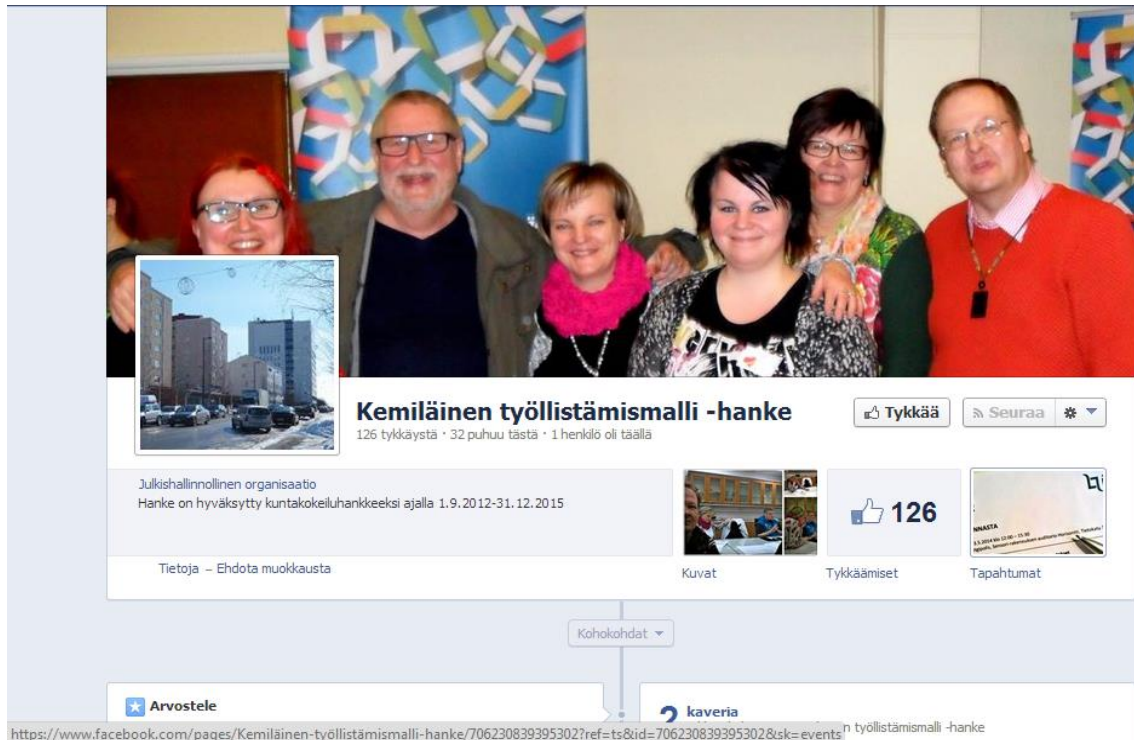 Kemiläinen työllistämismalli -hanke
126 tykkäystä · 32 puhuu tästä · 1 henkilö oli täällä
Tykkää
Seuraa
Julkishallinnollinen organisaatio
Hanke on hyväksytty kuntakokeiluhankkeeksi ajalla 1.9.2012-31.12.2015
126
NNASTA
Tietoja – Ehdota muokkausta
Kuvat
Tykkäämiset
Tapahtumat
Kohokohdat
Arvostele
2 kaveria
n työllistämismalli -hanke
https://www.facebook.com/pages/Kemiläinen-työllistämismalli-hanke/706230839395302?ref=ts&id=706230839395302&sk=events